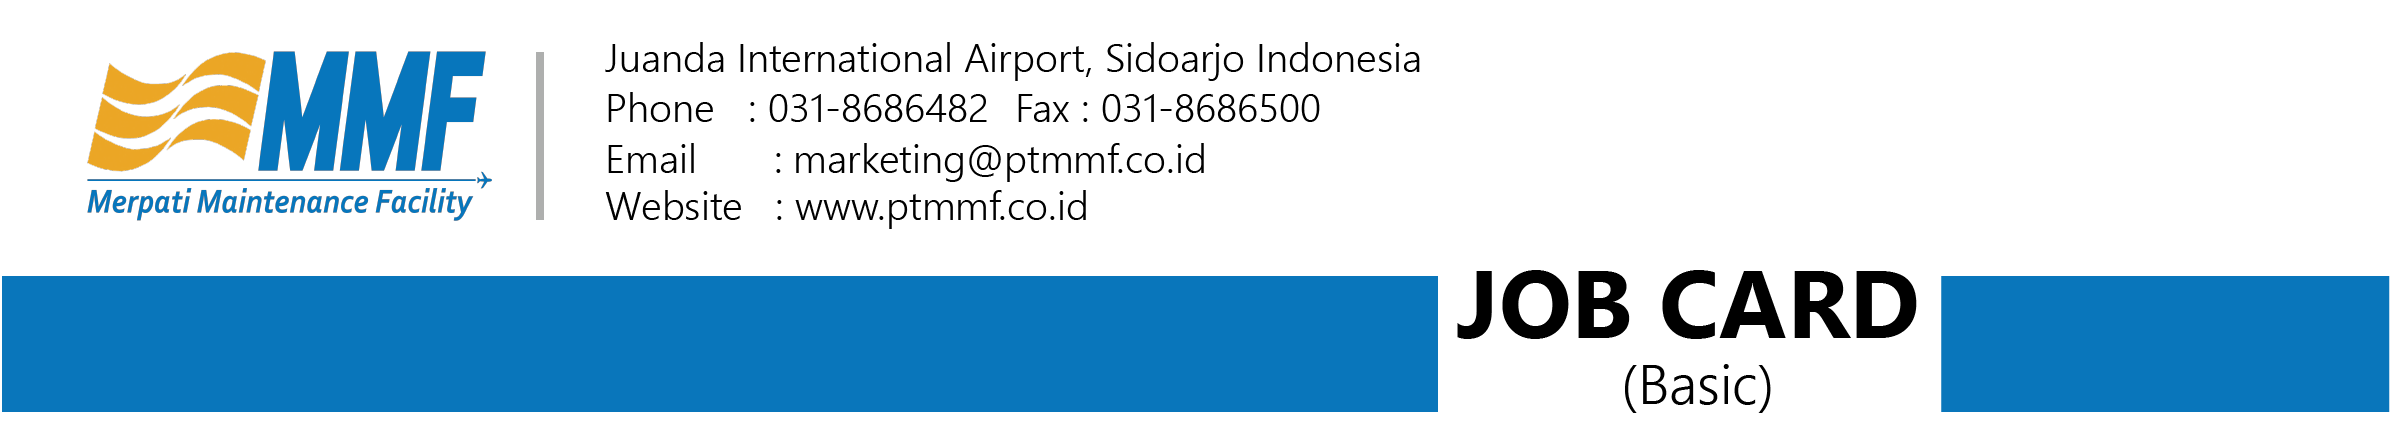 MMF
Merpati Maintenance Facility
Juanda International Airport, Sidoarjo Indonesia
Phone : 031-8686482 Fax : 031-8686500
Email : marketing@ptmmf.co.id
Website : www.ptmmf.co.id
JOB CARD
(Basic)